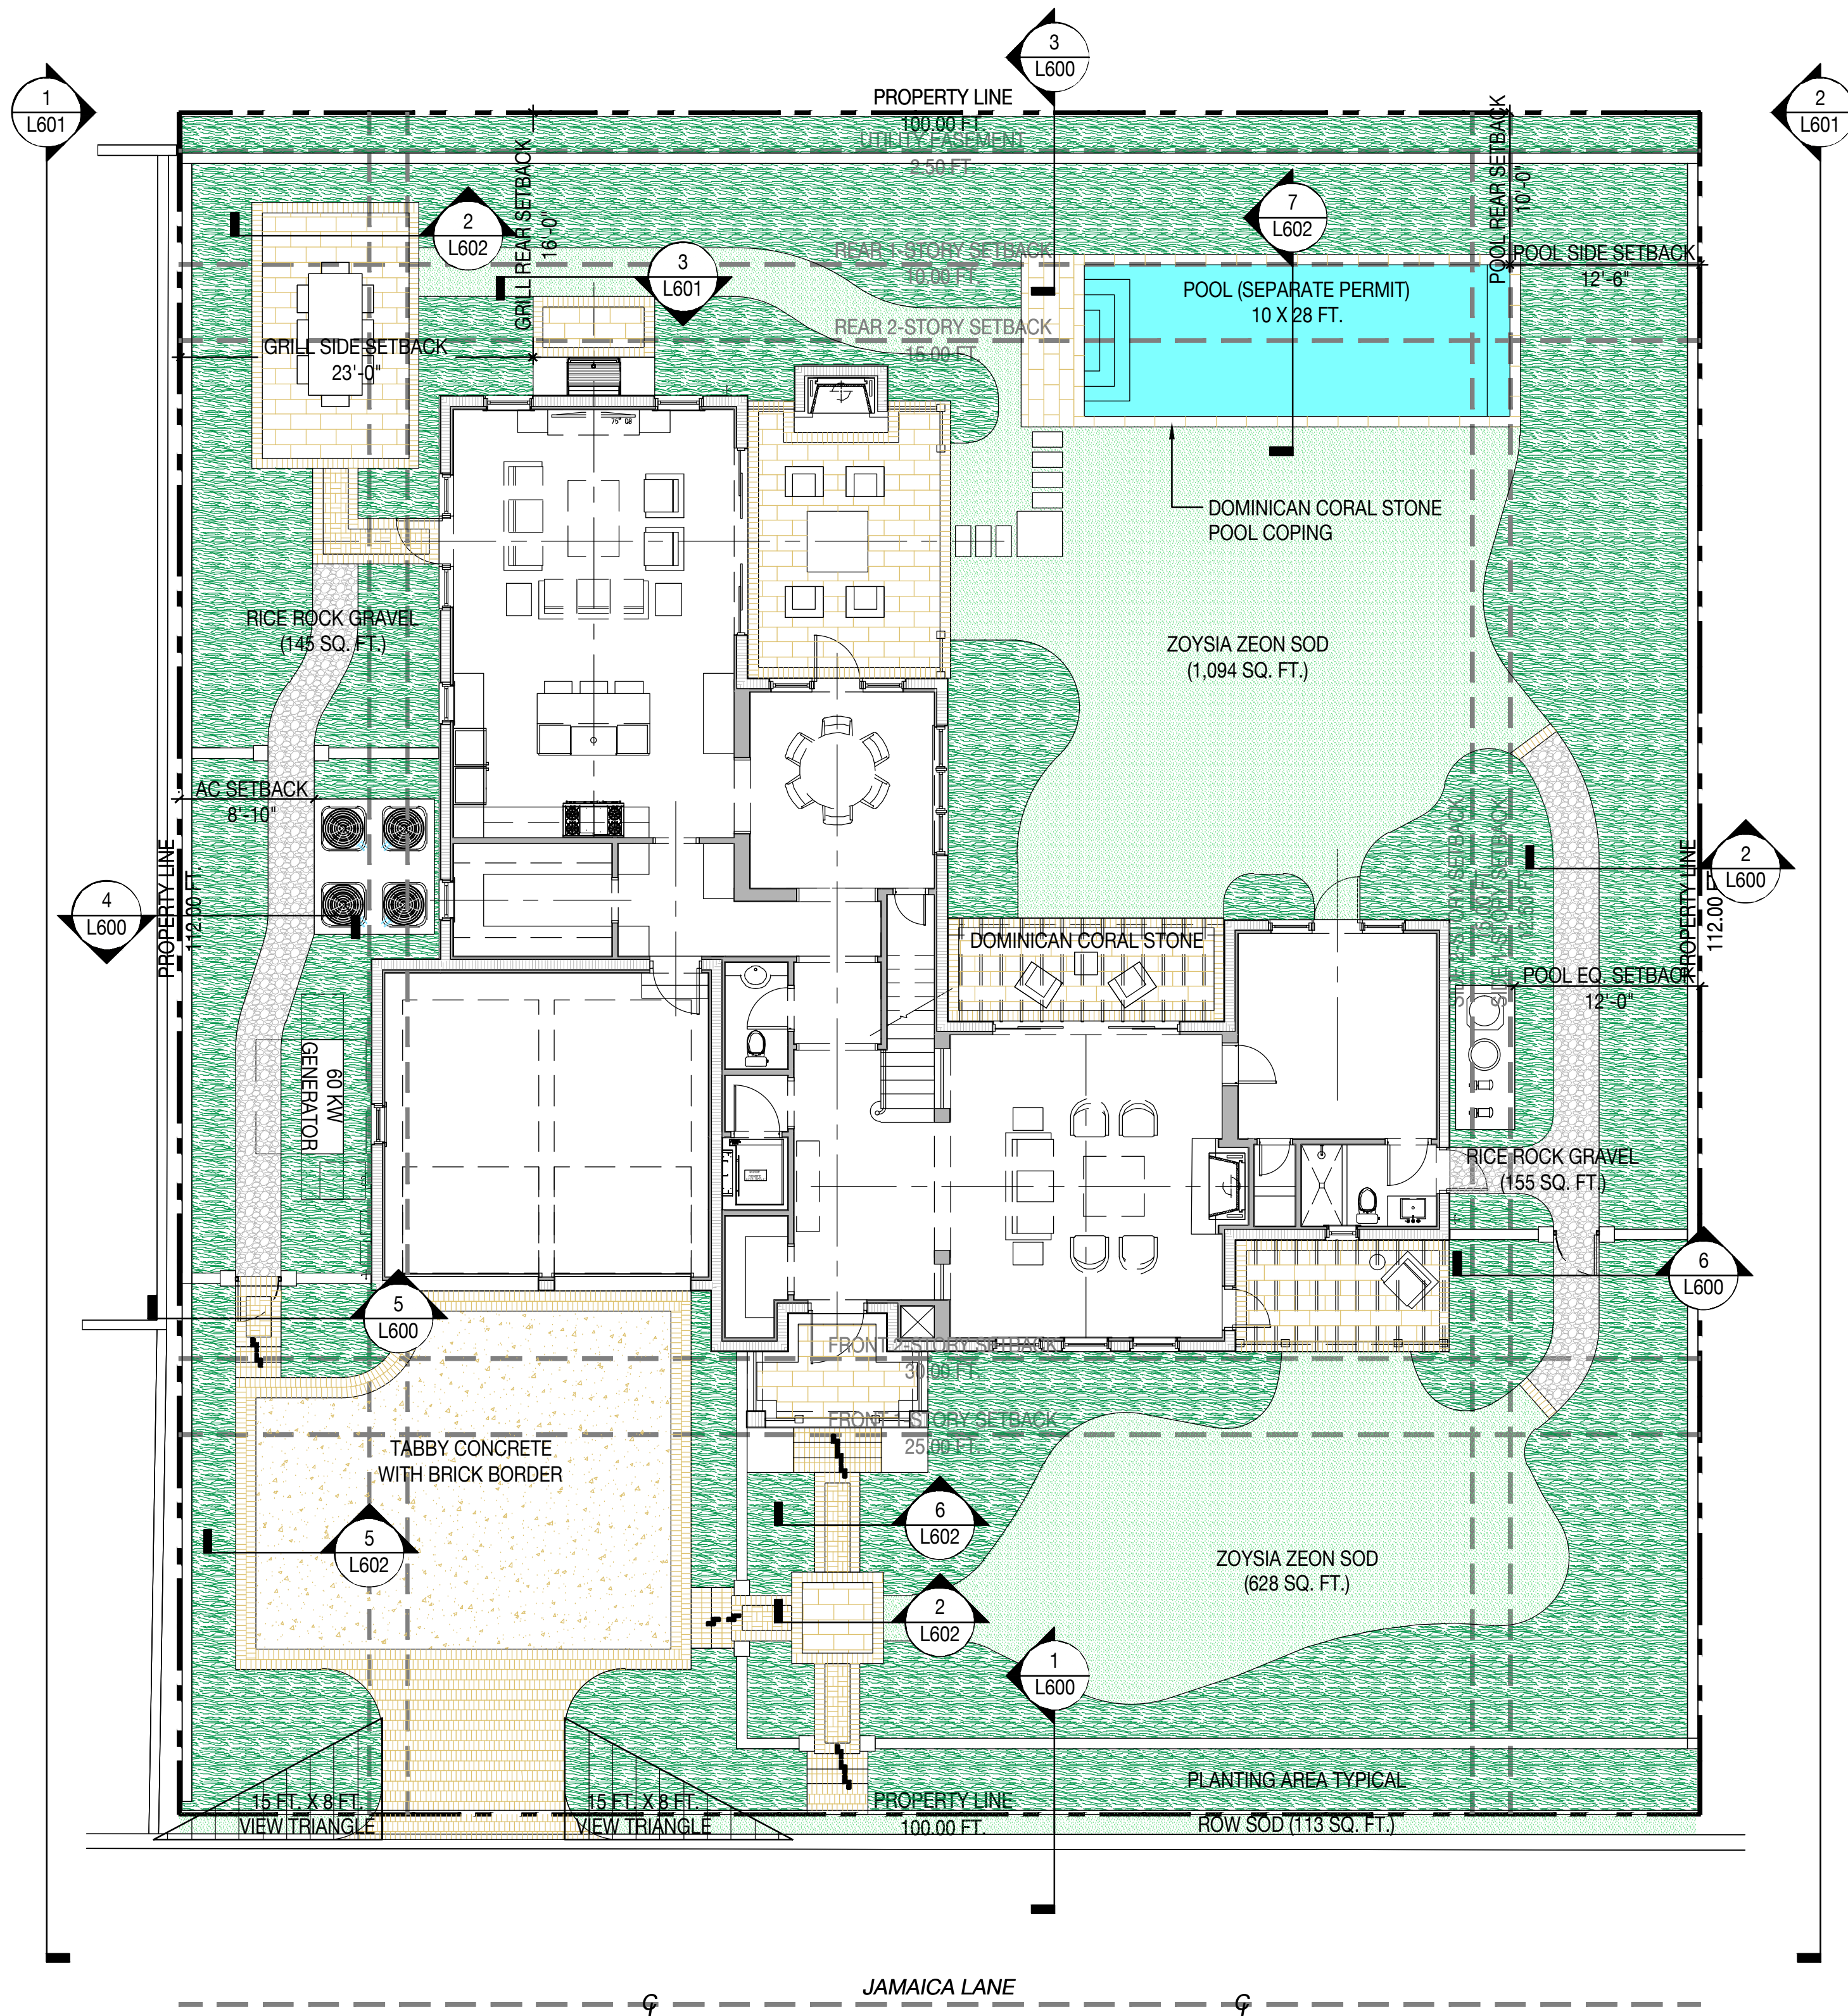 3
L600
1
L601
2
L601
PROPERTY LINE
100.00 FT.
UTILITY EASEMENT
2.50 FT.
GRILL REAR SETBACK
16'-0"
POOL REAR SETBACK
10'-0"
2
L602
7
L602
3
L601
REAR 1-STORY SETBACK
10.00 FT.
POOL SIDE SETBACK
12'-6"
POOL (SEPARATE PERMIT)
10 X 28 FT.
REAR 2-STORY SETBACK
15.00 FT.
GRILL SIDE SETBACK
23'-0"
DOMINICAN CORAL STONE
POOL COPING
RICE ROCK GRAVEL
(145 SQ. FT.)
ZOYSIA ZEON SOD
(1,094 SQ. FT.)
AC SETBACK
8'-10"
PROPERTY LINE
112.00 FT.
4
L600
2
L600
PROPERTY LINE
112.00
SIDE 2-STORY SETBACK
SIDE 1-STORY SETBACK
DOMINICAN CORAL STONE
POOL EQ. SETBACK
12'-0"
60 KW
GENERATOR
RICE ROCK GRAVEL
(155 SQ. FT.)
6
L600
5
L600
FRONT 2-STORY SETBACK
30.00 FT.
FRONT 1-STORY SETBACK
25.00 FT.
TABBY CONCRETE
WITH BRICK BORDER
6
L602
5
L602
ZOYSIA ZEON SOD
(628 SQ. FT.)
2
L602
1
L600
PLANTING AREA TYPICAL
15 FT. X 8 FT.
VIEW TRIANGLE
15 FT. X 8 FT.
VIEW TRIANGLE
PROPERTY LINE
100.00 FT.
ROW SOD (113 SQ. FT.)
JAMAICA LANE